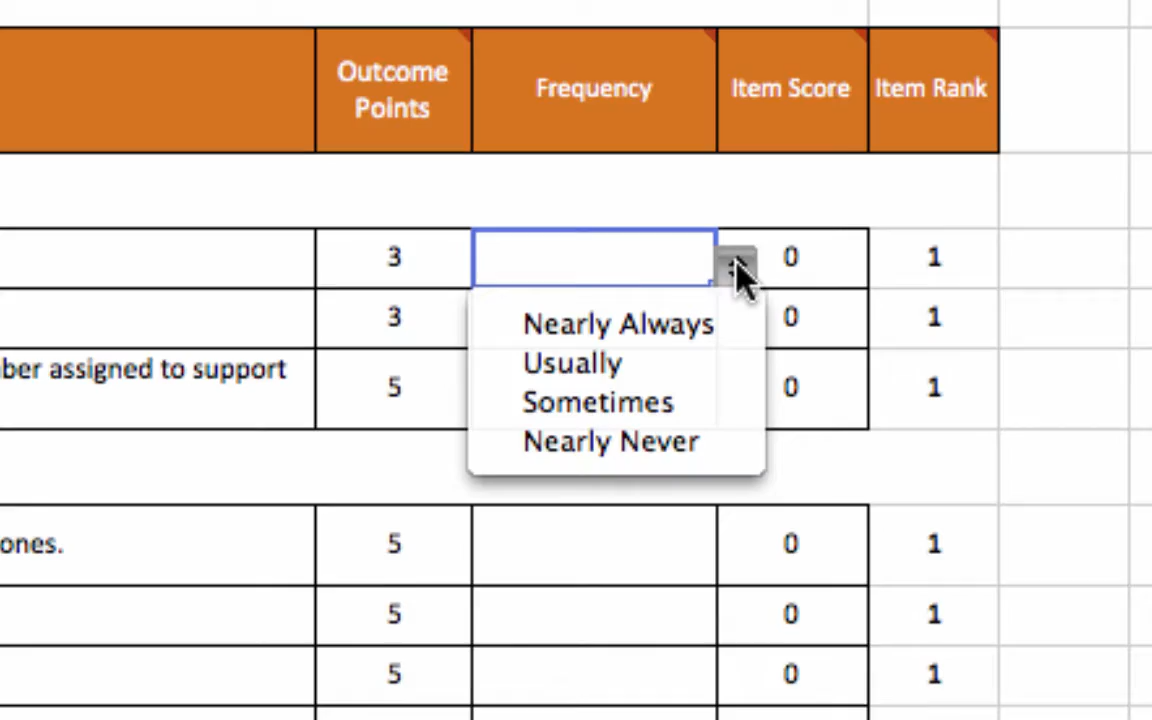 Outcome
Points
Frequency
Item Score
Item Rank
3
0
1
3
0
1
ber assigned to support
5
0
1
Nearly Always
Usually
Sometimes
Nearly Never
ones.
5
0
1
5
0
1
5
0
1